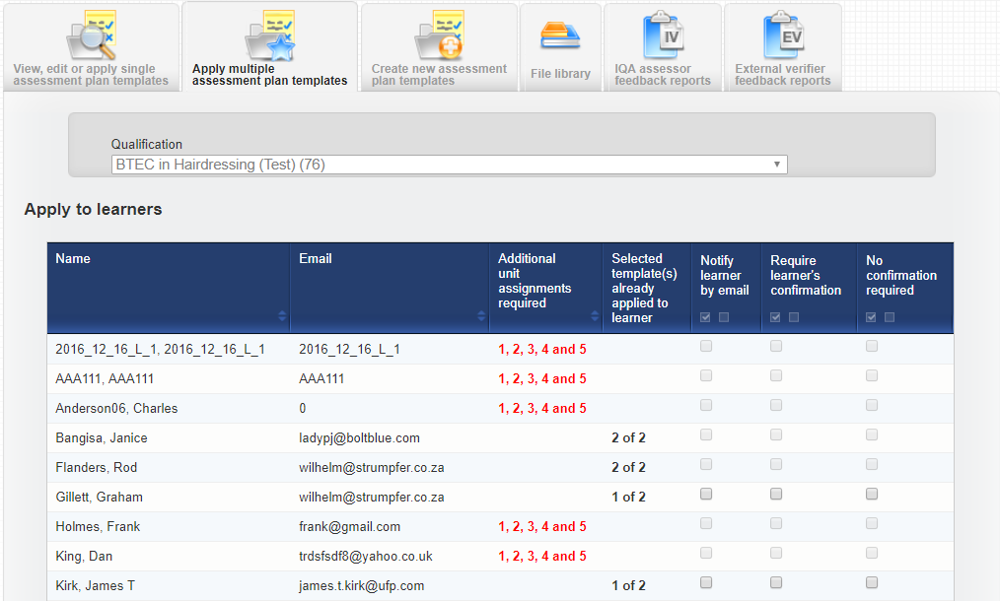 View, edit or apply single
assessment plan templates
Apply multiple
assessment plan templates
Create new assessment
plan templates
File library
IV
IQA assessor
feedback reports
EV
External verifier
feedback reports
Qualification
BTEC in Hairdressing (Test) (76)
Apply to learners
Name
Email
Additional
unit
assignments
required
Selected
template(s)
already
applied to
learner
Notify
learner
by email
Require
learner's
confirmation
No
confirmation
required
2016_12_16_L_1, 2016_12_16_L_1 2016_12_16_L_1 1, 2, 3, 4 and 5
AAA111, AAA111 AAA111 1, 2, 3, 4 and 5
Anderson06, Charles 0 1, 2, 3, 4 and 5
Bangisa, Janice ladypj@boltblue.com 2 of 2
Flanders, Rod wilhelm@strumpfer.co.za 2 of 2
Gillett, Graham wilhelm@strumpfer.co.za 1 of 2
Holmes, Frank frank@gmail.com 1, 2, 3, 4 and 5
King, Dan trdsfsdf8@yahoo.co.uk 1, 2, 3, 4 and 5
Kirk, James T james.t.kirk@ufp.com 1 of 2